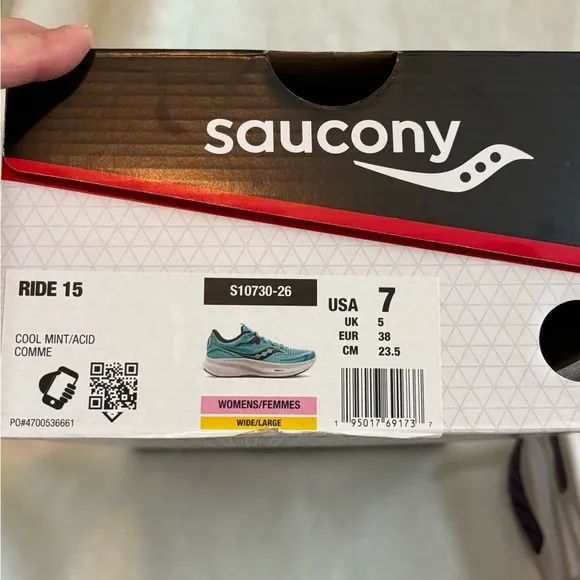 saucony
RIDE 15
S10730-26
COOL MINT/ACID
COMME
PO#4700536661
WOMENS/FEMMES
WIDE/LARGE
USA 7
UK 5
EUR 38
CM 23.5
1 95017 69173 7